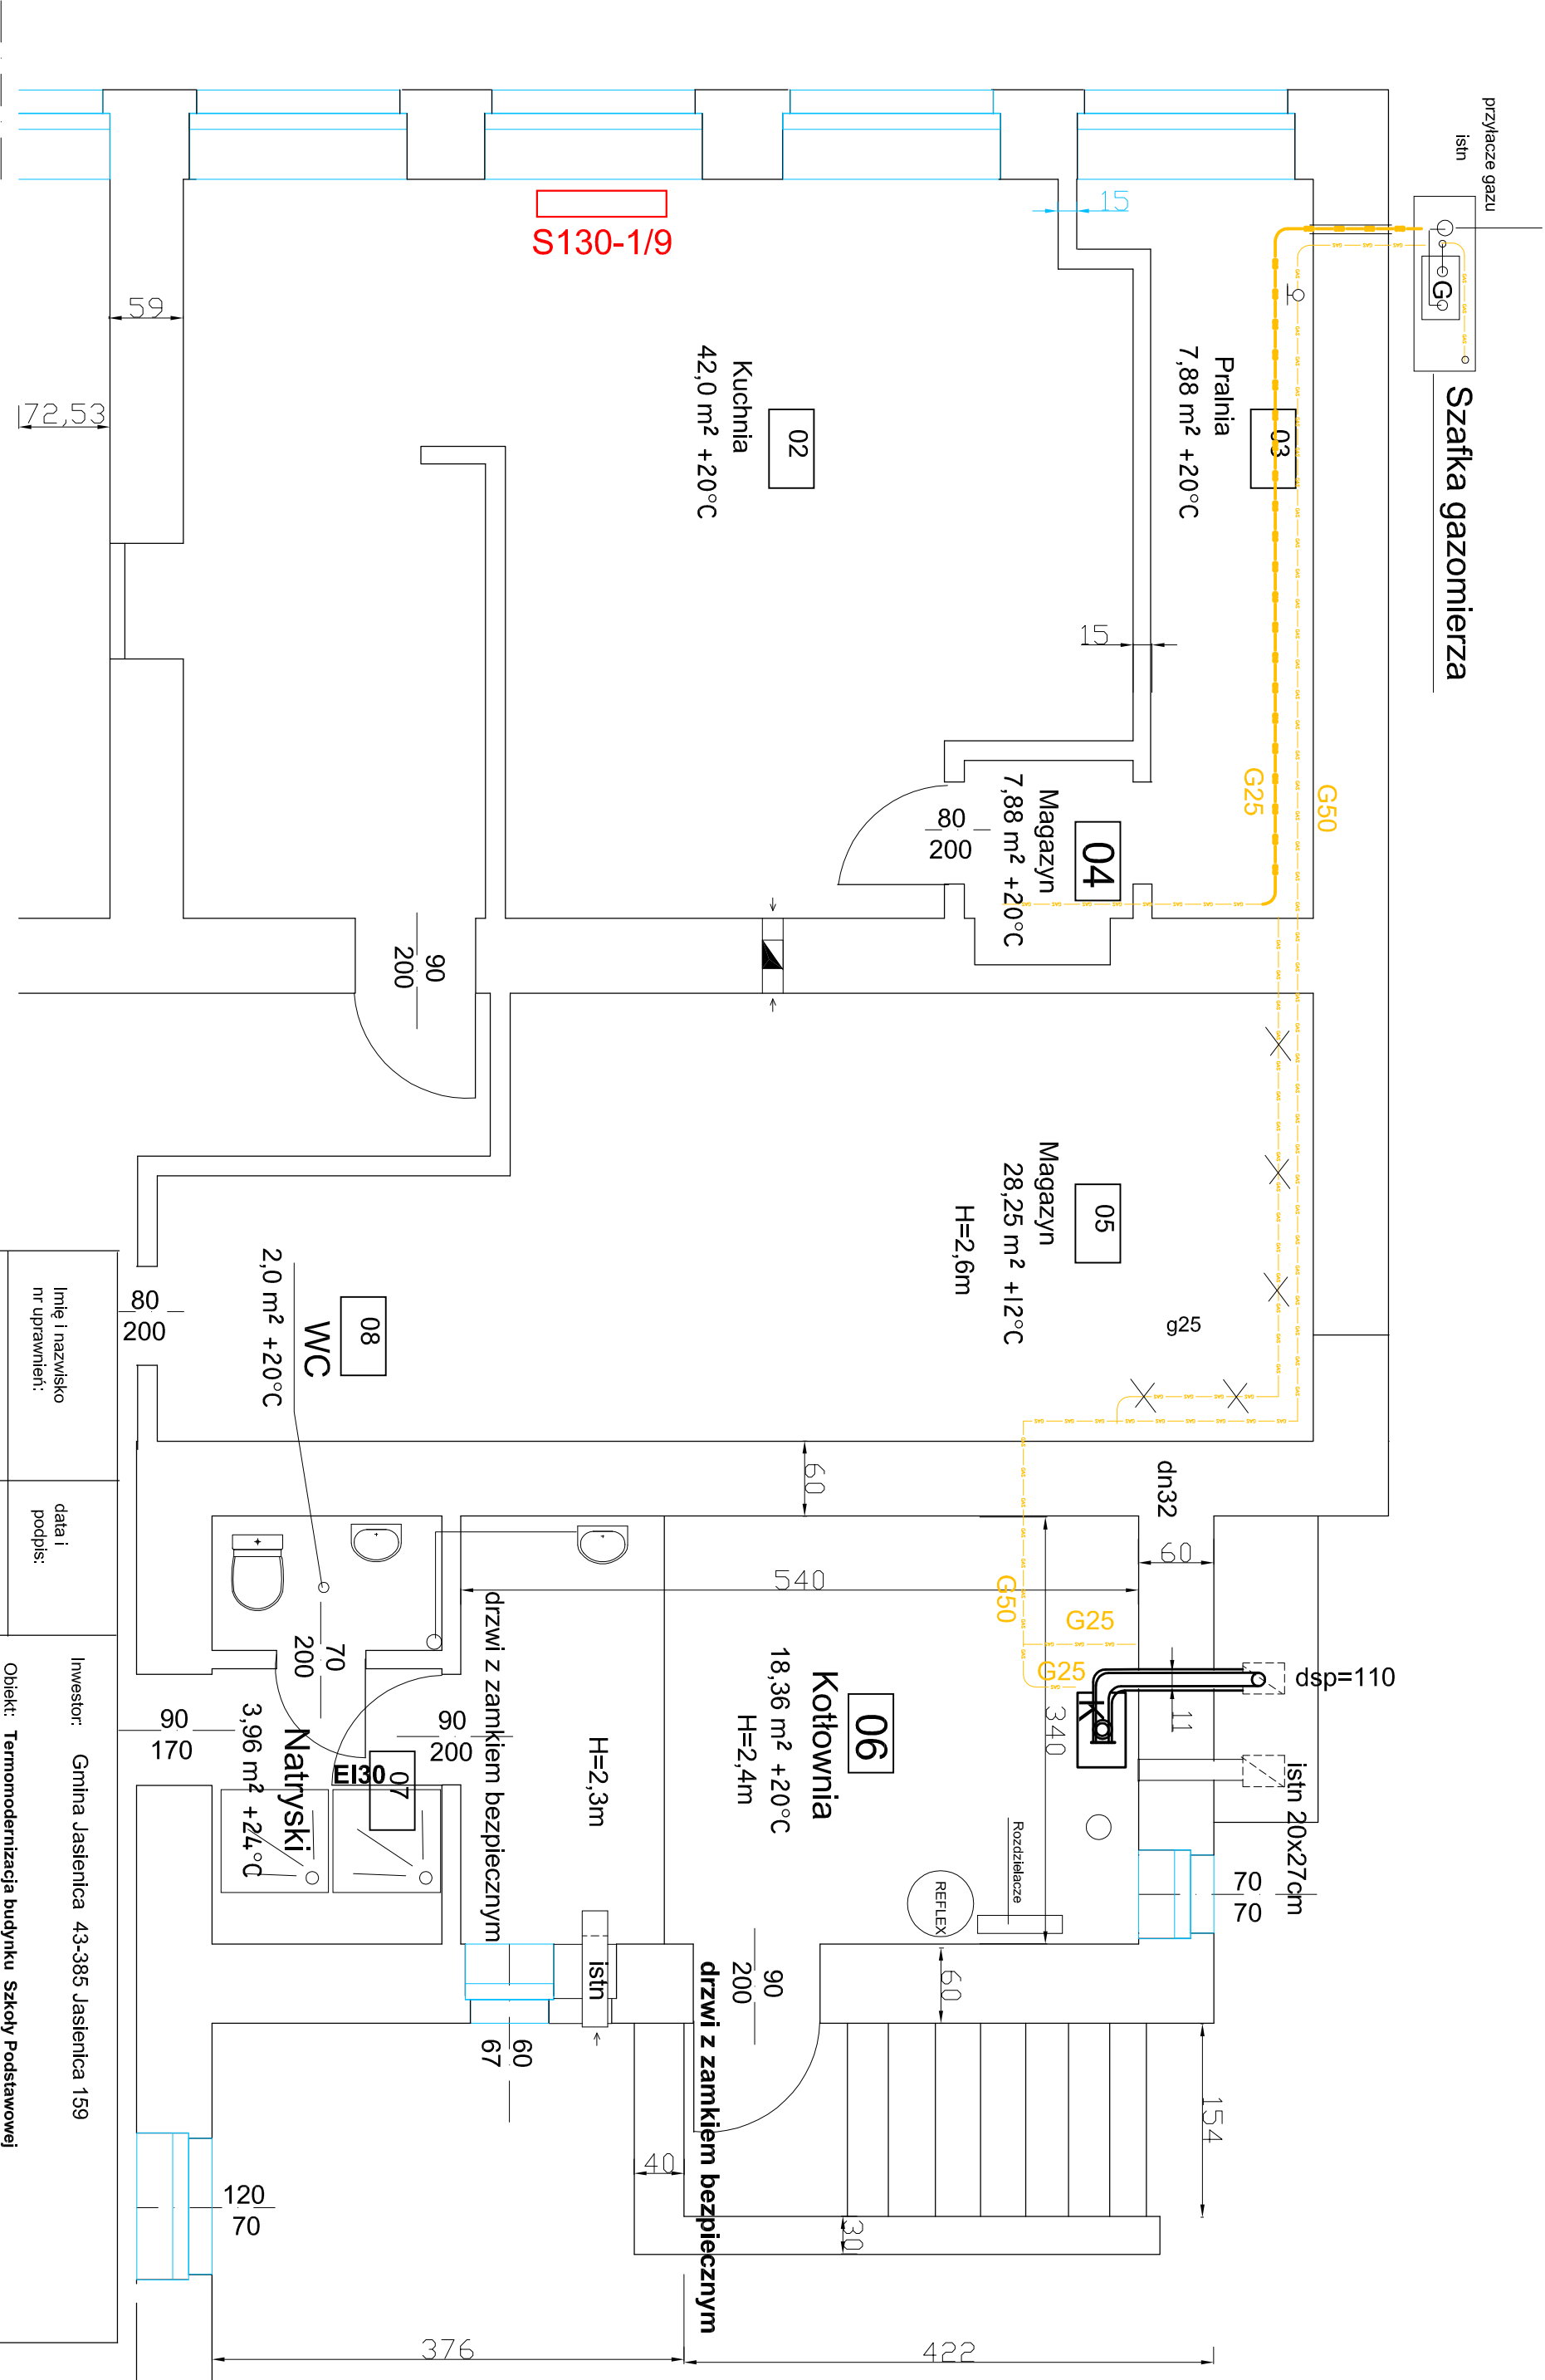 przyłacze gazu
istn
G
Szafka gazomierza
S130-1/9
15
59
72,53
Kuchnia
42,0 m² +20°C
02
Pralnia
7,88 m² +20°C
03
15
G25
G50
Magazyn
7,88 m² +20°C
04
80
200
90
200
Magazyn
28,25 m² +I2°C
H=2,6m
05
g25
80
200
2,0 m² +20°C
WC
08
60
dn32
60
540
G50
G25
G25
340
K
11
dsp=110
istn 20x27cm
70
70
Kotłownia
18,36 m² +20°C
H=2,4m
06
Rozdzielacze
REFLEX
H=2,3m
drzwi z zamkiem bezpiecznym
70
200
90
200
90
170
Natryski
3,96 m² +24°C
EI30
07
istn
60
67
90
200
drzwi z zamkiem bezpiecznym
60
154
40
30
120
70
376
422
Imię i nazwisko
nr uprawnień:
data i
podpis:
Inwestor: Gmina Jasienica 43-385 Jasienica 159
Obiekt: Termomodernizacja budynku Szkoły Podstawowej